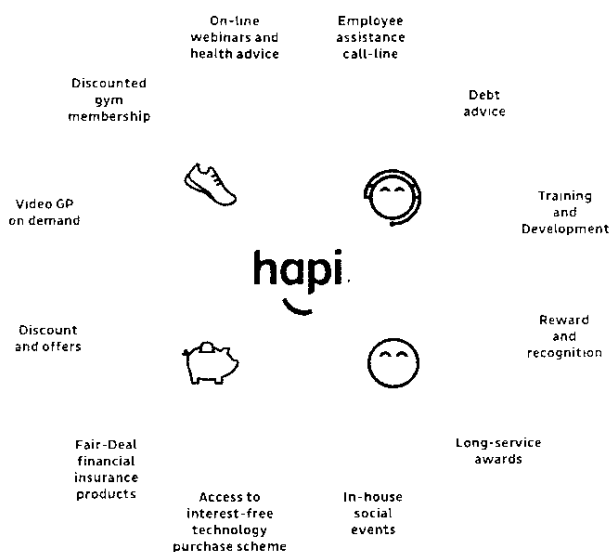 On-line
webinars and
health advice
Employee
assistance
call-line
Discounted
gym
membership
Debt
advice
Video GP
on demand
Training
and
Development
hapi
Discount
and offers
Reward
and
recognition
Fair-Deal
financial
insurance
products
Long-service
awards
Access to
interest-free
technology
purchase scheme
In-house
social
events